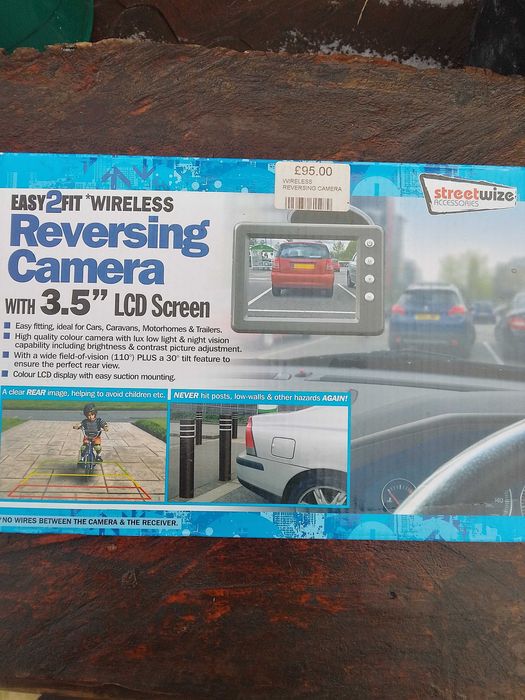 £95.00
WIRELESS
REVERSING CAMERA
streetwize
ACCESSORIES
EASY2FIT *WIRELESS
Reversing
Camera
WITH 3.5” LCD Screen
Easy fitting, ideal for Cars, Caravans, Motorhomes & Trailers.
High quality colour camera with lux low light & night vision
capability including brightness & contrast picture adjustment.
With a wide field-of-vision (110°) PLUS a 30° tilt feature to
ensure the perfect rear view.
Colour LCD display with easy suction mounting.
A clear REAR image, helping to avoid children etc.
NEVER hit posts, low-walls & other hazards AGAIN!
*NO WIRES BETWEEN THE CAMERA & THE RECEIVER.